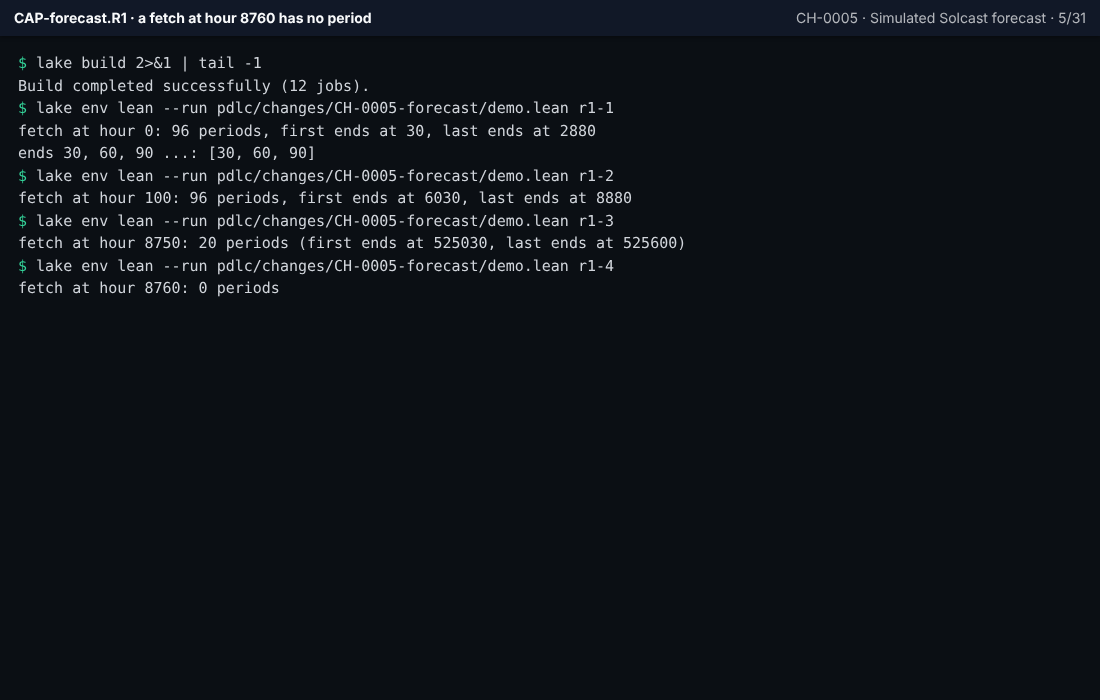 CAP-forecast.R1 · a fetch at hour 8760 has no period
CH-0005 · Simulated Solcast forecast · 5/31
$ lake build 2>&1 | tail -1
Build completed successfully (12 jobs).
$ lake env lean --run pdlc/changes/CH-0005-forecast/demo.lean r1-1
fetch at hour 0: 96 periods, first ends at 30, last ends at 2880
ends 30, 60, 90 ...: [30, 60, 90]
$ lake env lean --run pdlc/changes/CH-0005-forecast/demo.lean r1-2
fetch at hour 100: 96 periods, first ends at 6030, last ends at 8880
$ lake env lean --run pdlc/changes/CH-0005-forecast/demo.lean r1-3
fetch at hour 8750: 20 periods (first ends at 525030, last ends at 525600)
$ lake env lean --run pdlc/changes/CH-0005-forecast/demo.lean r1-4
fetch at hour 8760: 0 periods